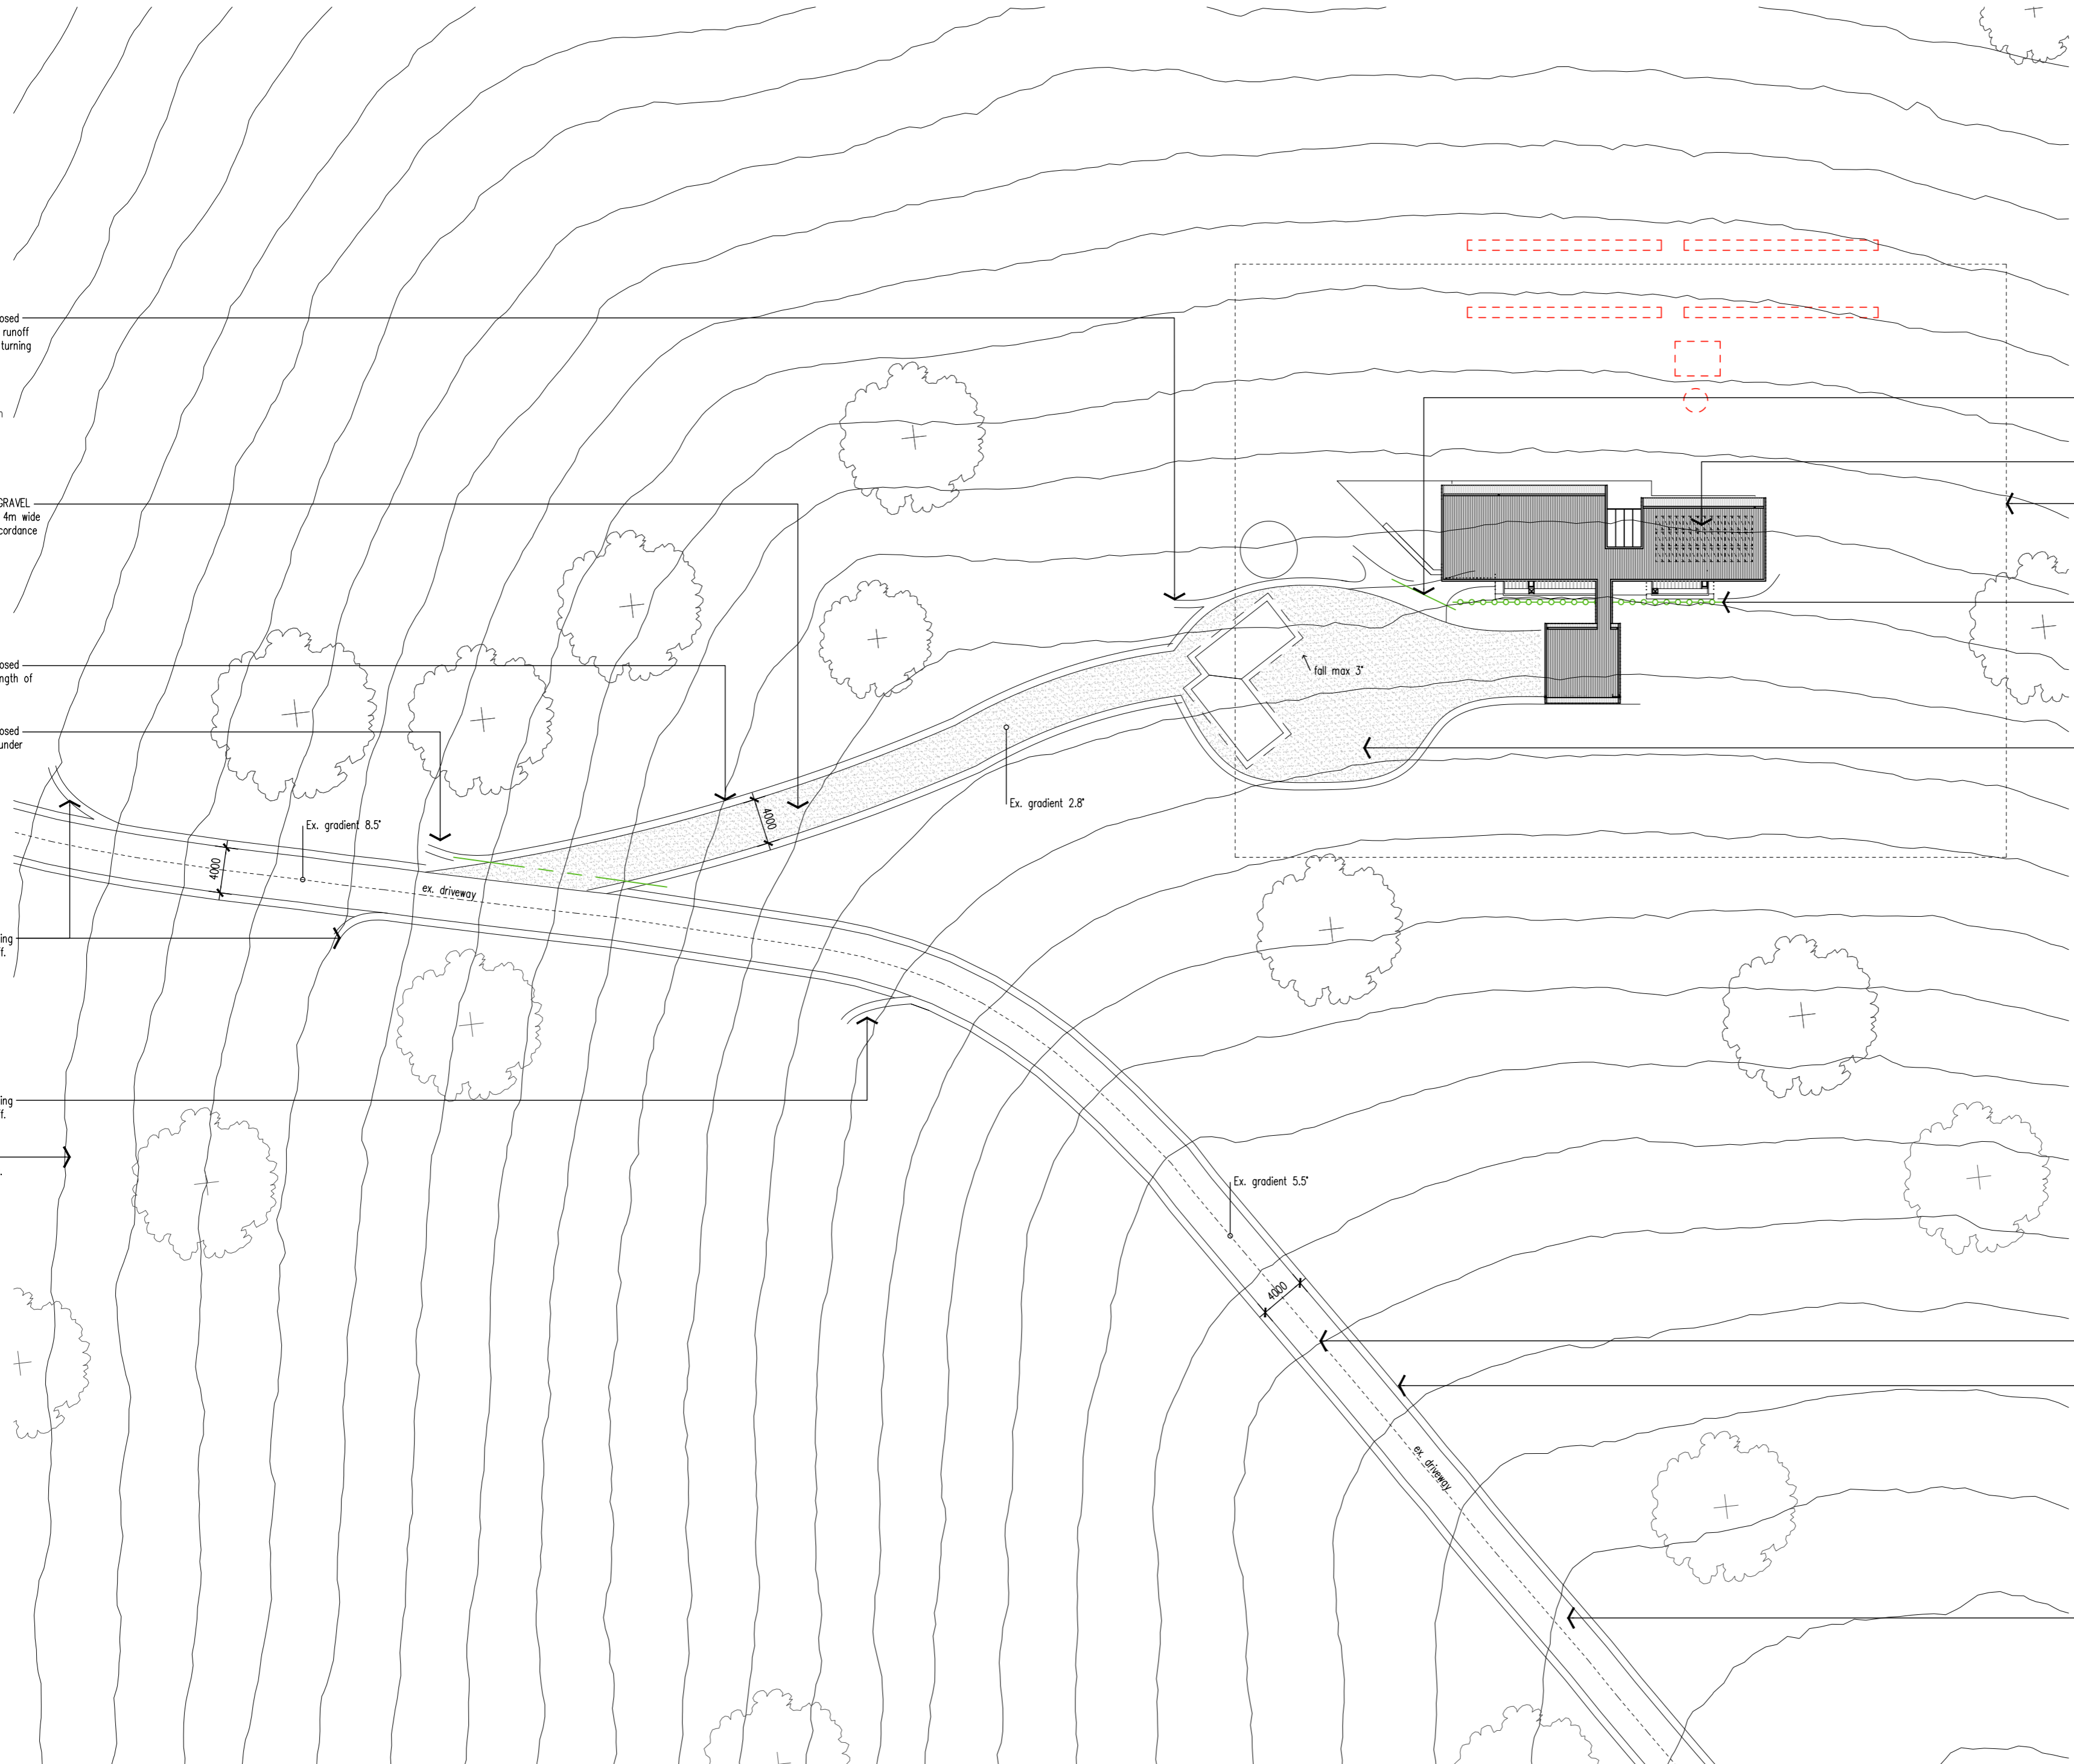 osed
runoff
turning
n
GRAVEL
4m wide
cordance
osed
ngth of
fall max 3°
osed
under
Ex. gradient 2.8°
4000
Ex. gradient 8.5°
4000
ex. driveway
ing
f.
ing
f.
Ex. gradient 5.5°
4000
ex. driveway